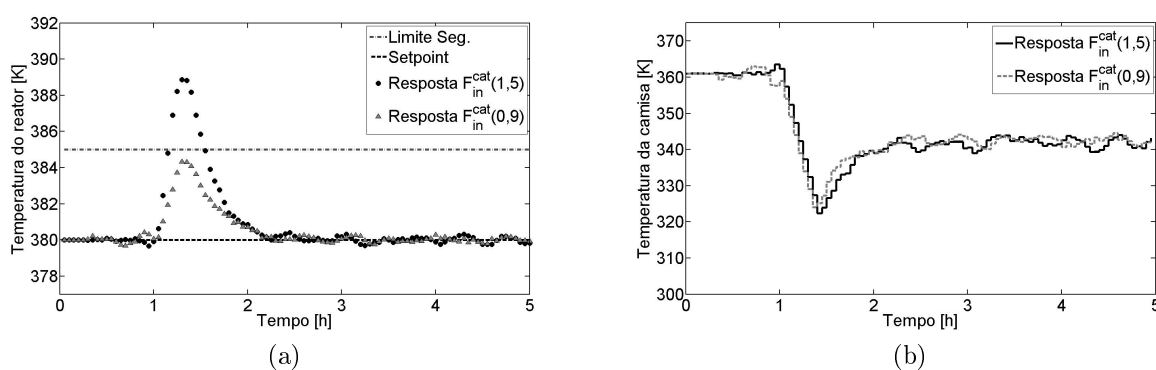 392
390
388
386
384
382
380
378
0
1
2
3
4
5
Temperatura do reator [K]
Tempo [h]
Limite Seg.
Setpoint
Resposta F_in^cat(1,5)
Resposta F_in^cat(0,9)
(a)
370
360
350
340
330
320
310
300
0
1
2
3
4
5
Temperatura da camisa [K]
Tempo [h]
Resposta F_in^cat(1,5)
Resposta F_in^cat(0,9)
(b)